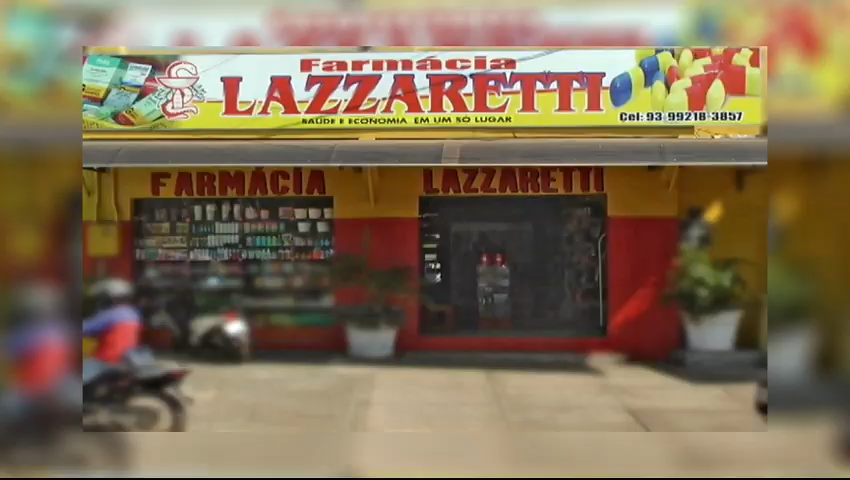 Farmácia
LAZZARETTI
SAÚDE E ECONOMIA EM UM SÓ LUGAR
Cel: 93-99218-3857
FARMÁCIA LAZZARETTI